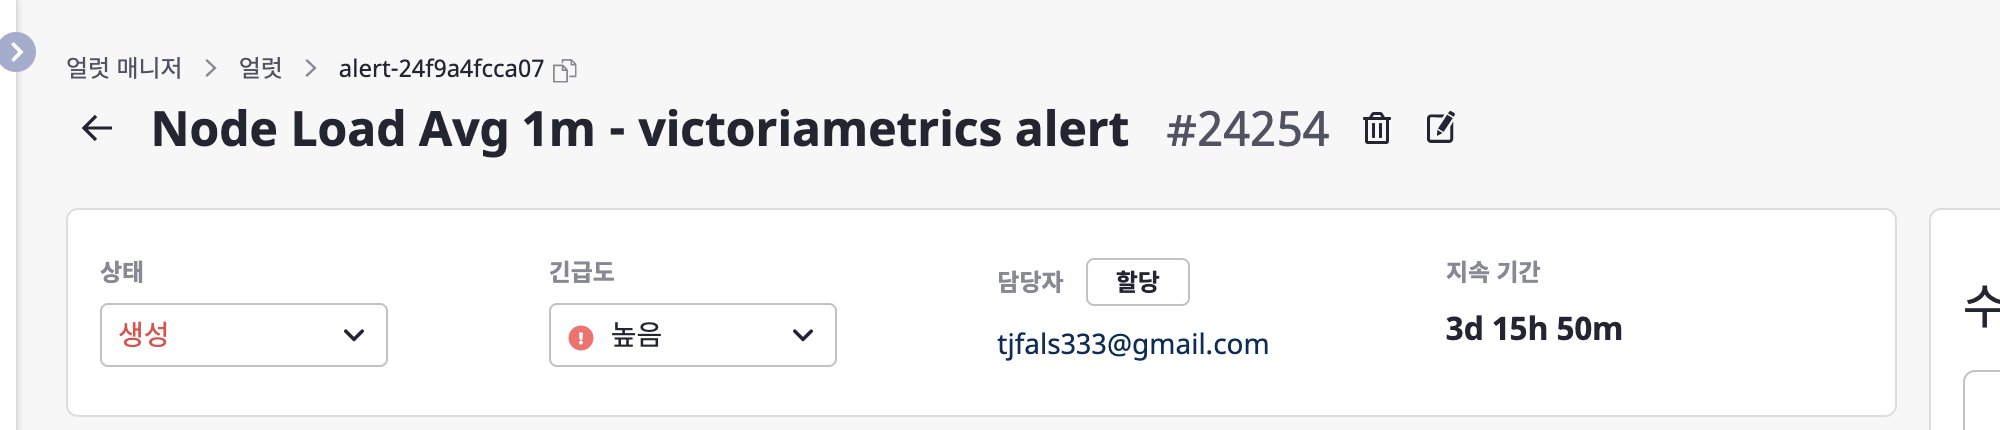 얼럿 매니저 > 얼럿 > alert-24f9a4fcca07
Node Load Avg 1m - victoriametrics alert #24254
상태
생성
긴급도
높음
담당자 할당
tjfals333@gmail.com
지속 기간
3d 15h 50m